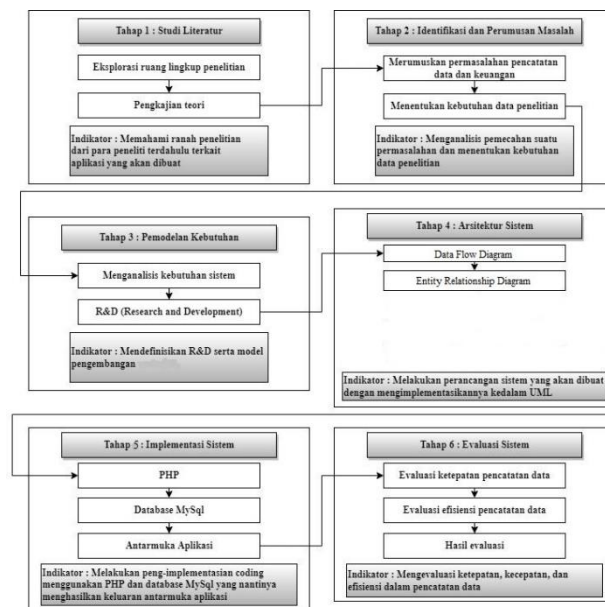 Tahap 1 : Studi Literatur
Eksplorasi ruang lingkup penelitian
Pengkajian teori
Indikator : Memahami ranah penelitian
dari para peneliti terdahulu terkait
aplikasi yang akan dibuat
Tahap 2 : Identifikasi dan Perumusan Masalah
Merumuskan permasalahan pencatatan
data dan keuangan
Menentukan kebutuhan data penelitian
Indikator : Menganalisis pemecahan suatu
permasalahan dan menentukan kebutuhan
data penelitian
Tahap 3 : Pemodelan Kebutuhan
Menganalisis kebutuhan sistem
R&D (Research and Development)
Indikator : Mendefinisikan R&D serta model
pengembangan
Tahap 4 : Arsitektur Sistem
Data Flow Diagram
Entity Relationship Diagram
Indikator : Melakukan perancangan sistem yang akan dibuat
dengan mengimplementasikannya kedalam UML
Tahap 5 : Implementasi Sistem
PHP
Database MySql
Antarmuka Aplikasi
Indikator : Melakukan peng-implementasian coding
menggunakan PHP dan database MySql yang nantinya
menghasilkan keluaran antarmuka aplikasi
Tahap 6 : Evaluasi Sistem
Evaluasi ketepatan pencatatan data
Evaluasi efisiensi pencatatan data
Hasil evaluasi
Indikator : Mengevaluasi ketepatan, kecepatan, dan
efisiensi dalam pencatatan data